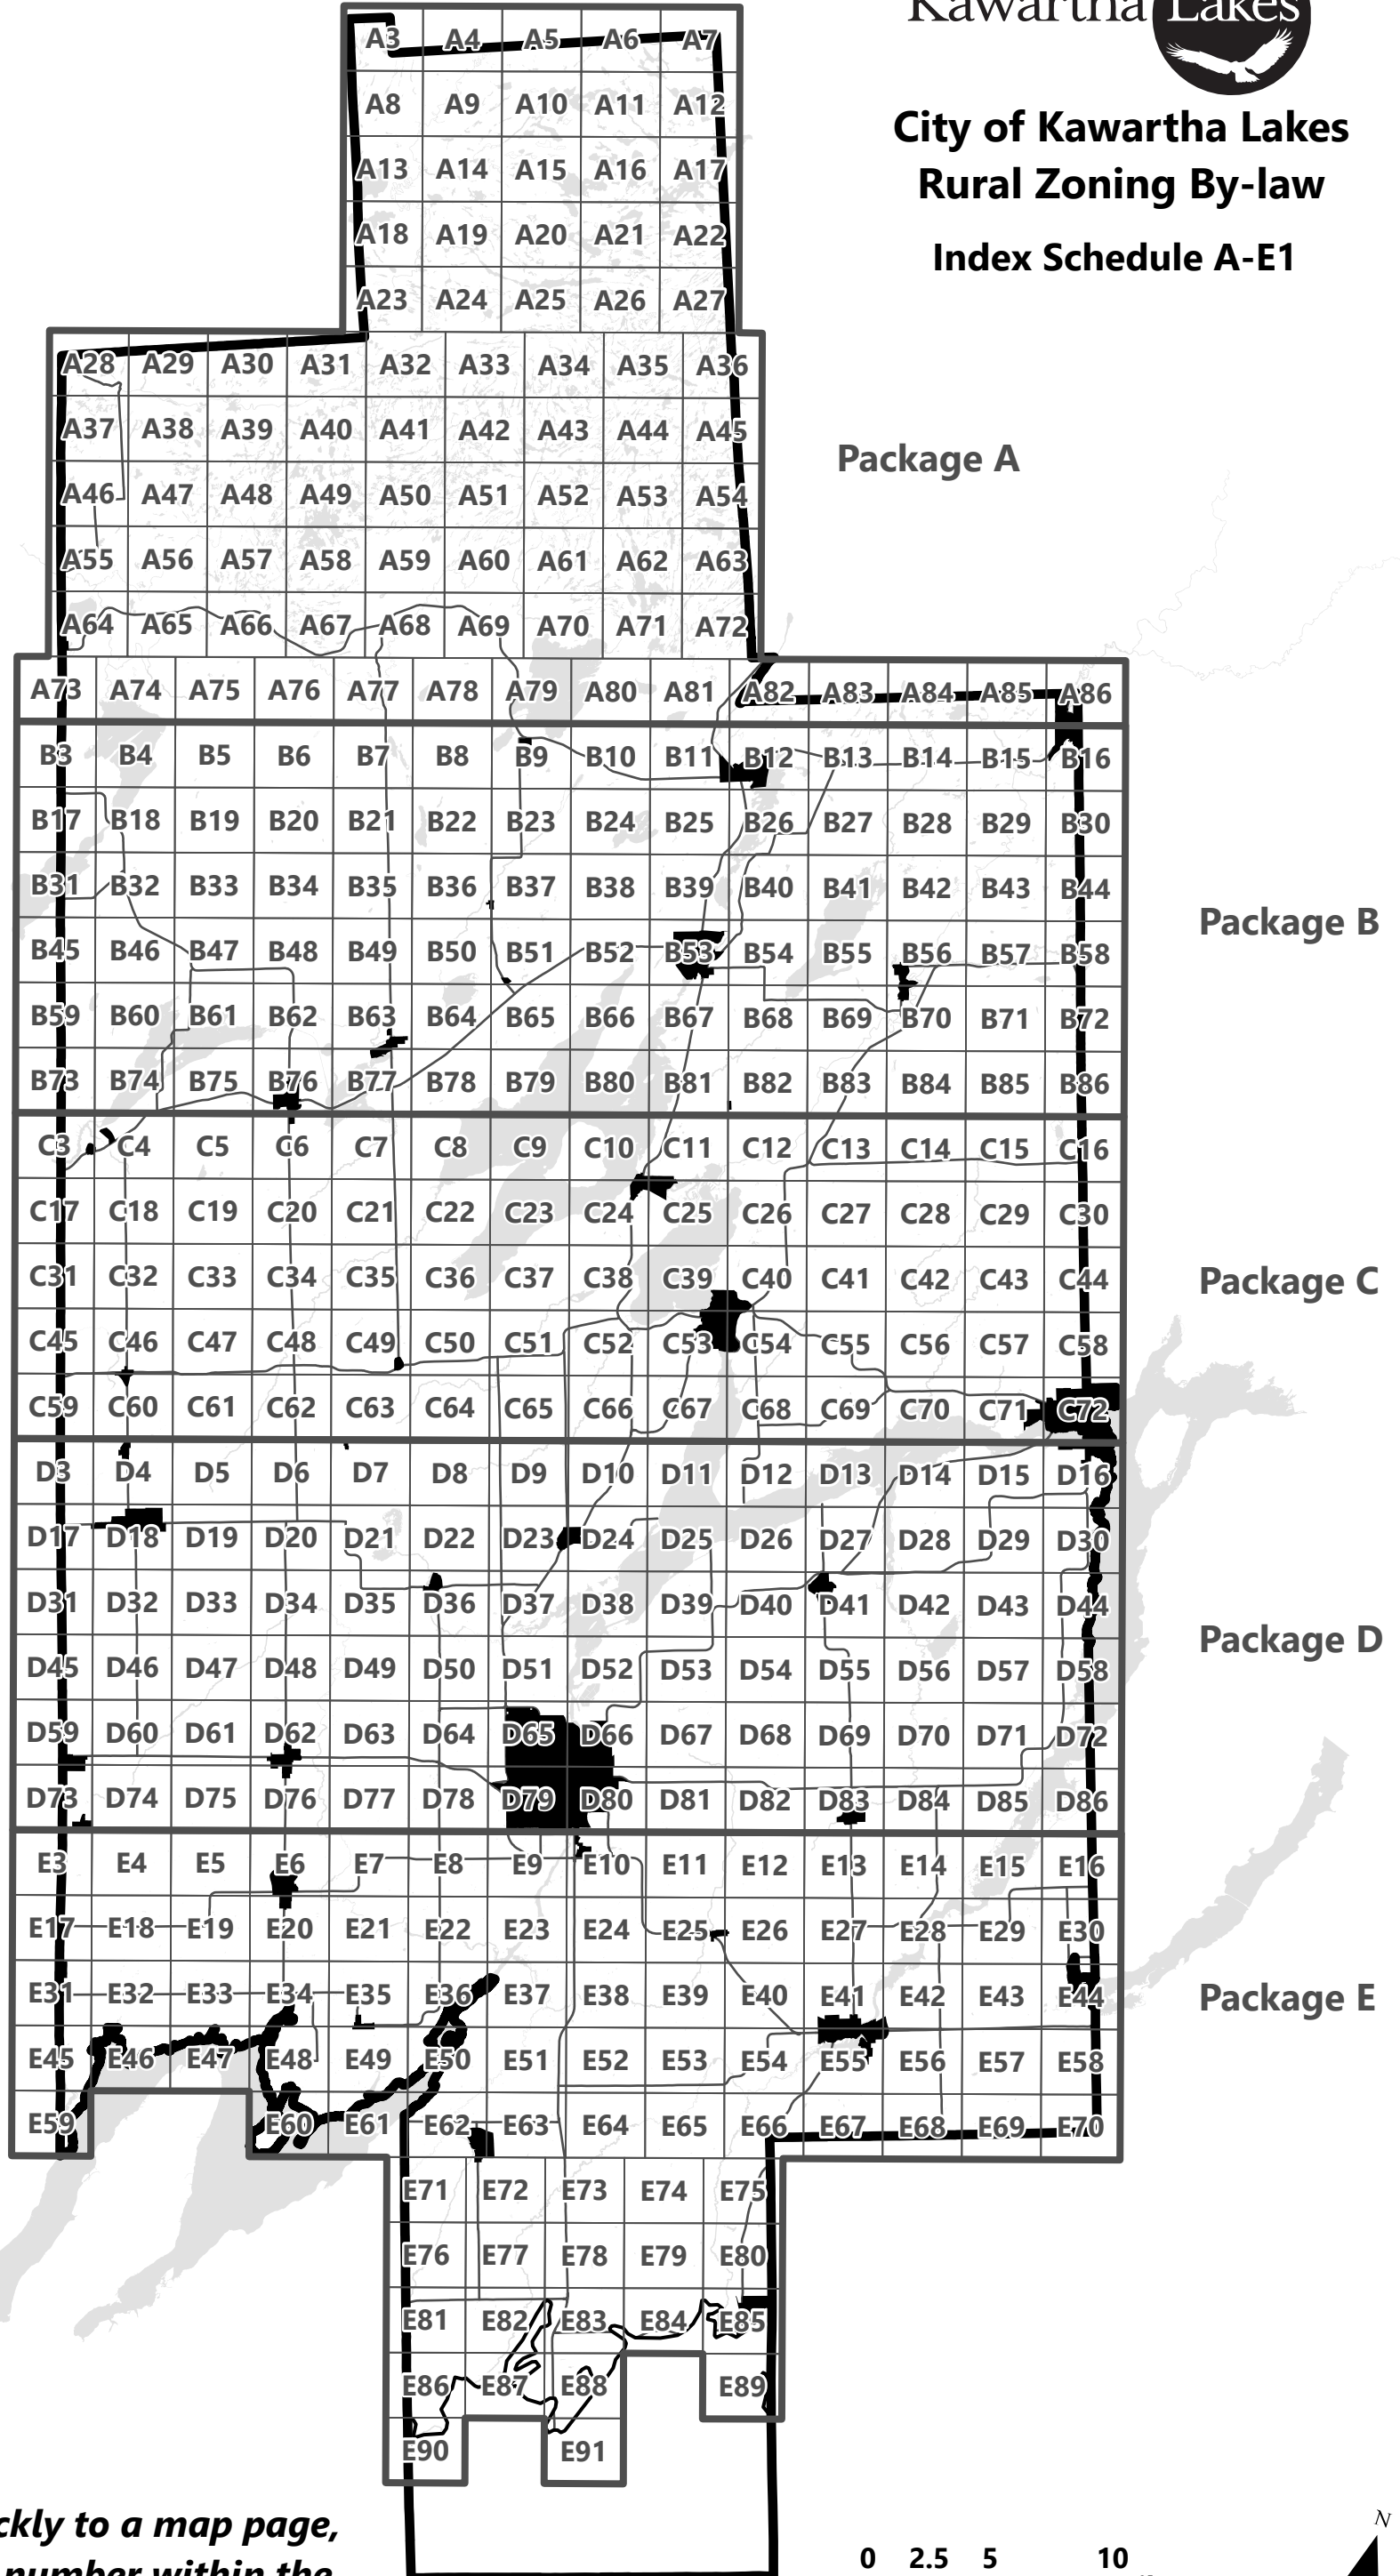 Kawartha Lakes
City of Kawartha Lakes
Rural Zoning By-law
Index Schedule A-E1
A3 A4 A5 A6 A7
A8 A9 A10 A11 A12
A13 A14 A15 A16 A17
A18 A19 A20 A21 A22
A23 A24 A25 A26 A27
A28 A29 A30 A31 A32 A33 A34 A35 A36
A37 A38 A39 A40 A41 A42 A43 A44 A45
Package A
A46 A47 A48 A49 A50 A51 A52 A53 A54
A55 A56 A57 A58 A59 A60 A61 A62 A63
A64 A65 A66 A67 A68 A69 A70 A71 A72
A73 A74 A75 A76 A77 A78 A79 A80 A81 A82 A83 A84 A85 A86
B3 B4 B5 B6 B7 B8 B9 B10 B11 B12 B13 B14 B15 B16
B17 B18 B19 B20 B21 B22 B23 B24 B25 B26 B27 B28 B29 B30
B31 B32 B33 B34 B35 B36 B37 B38 B39 B40 B41 B42 B43 B44
Package B
B45 B46 B47 B48 B49 B50 B51 B52 B53 B54 B55 B56 B57 B58
B59 B60 B61 B62 B63 B64 B65 B66 B67 B68 B69 B70 B71 B72
B73 B74 B75 B76 B77 B78 B79 B80 B81 B82 B83 B84 B85 B86
C3 C4 C5 C6 C7 C8 C9 C10 C11 C12 C13 C14 C15 C16
C17 C18 C19 C20 C21 C22 C23 C24 C25 C26 C27 C28 C29 C30
C31 C32 C33 C34 C35 C36 C37 C38 C39 C40 C41 C42 C43 C44
Package C
C45 C46 C47 C48 C49 C50 C51 C52 C53 C54 C55 C56 C57 C58
C59 C60 C61 C62 C63 C64 C65 C66 C67 C68 C69 C70 C71 C72
D3 D4 D5 D6 D7 D8 D9 D10 D11 D12 D13 D14 D15 D16
D17 D18 D19 D20 D21 D22 D23 D24 D25 D26 D27 D28 D29 D30
D31 D32 D33 D34 D35 D36 D37 D38 D39 D40 D41 D42 D43 D44
Package D
D45 D46 D47 D48 D49 D50 D51 D52 D53 D54 D55 D56 D57 D58
D59 D60 D61 D62 D63 D64 D65 D66 D67 D68 D69 D70 D71 D72
D73 D74 D75 D76 D77 D78 D79 D80 D81 D82 D83 D84 D85 D86
E3 E4 E5 E6 E7 E8 E9 E10 E11 E12 E13 E14 E15 E16
E17 E18 E19 E20 E21 E22 E23 E24 E25 E26 E27 E28 E29 E30
E31 E32 E33 E34 E35 E36 E37 E38 E39 E40 E41 E42 E43 E44
Package E
E45 E46 E47 E48 E49 E50 E51 E52 E53 E54 E55 E56 E57 E58
E59 E60 E61 E62 E63 E64 E65 E66 E67 E68 E69 E70
E71 E72 E73 E74 E75
E76 E77 E78 E79 E80
E81 E82 E83 E84 E85
E86 E87 E88 E89
E90 E91
ckly to a map page,
number within the
0 2.5 5 10
N